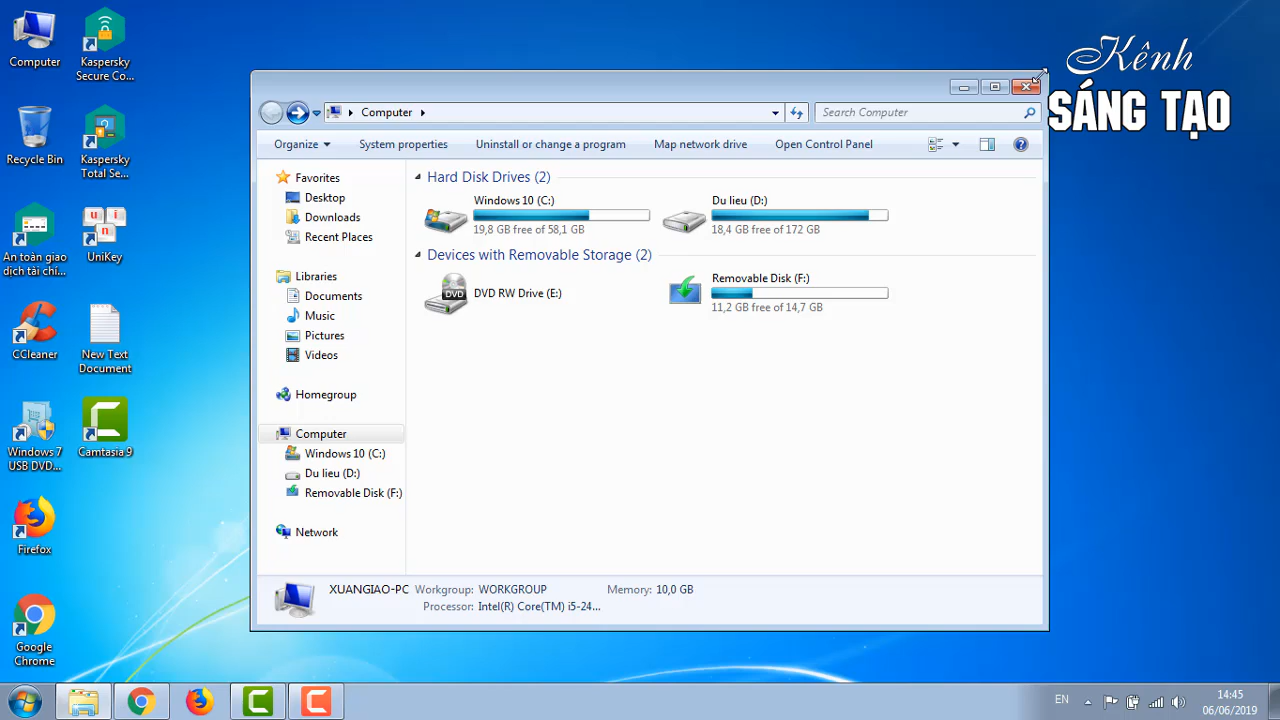 Computer
Kaspersky
Secure Co...
Recycle Bin
Kaspersky
Total Se...
An toàn giao
dịch tài chí...
UniKey
CCleaner
New Text
Document
Windows 7
USB DVD...
Camtasia 9
Firefox
Google
Chrome
Kênh
SÁNG TẠO
Computer
Search Computer
Organize
System properties
Uninstall or change a program
Map network drive
Open Control Panel
Favorites
Desktop
Downloads
Recent Places
Libraries
Documents
Music
Pictures
Videos
Homegroup
Computer
Windows 10 (C:)
Du lieu (D:)
Removable Disk (F:)
Network
Hard Disk Drives (2)
Windows 10 (C:)
19,8 GB free of 58,1 GB
Du lieu (D:)
18,4 GB free of 172 GB
Devices with Removable Storage (2)
DVD
DVD RW Drive (E:)
Removable Disk (F:)
11,2 GB free of 14,7 GB
XUANGIAO-PC
Workgroup: WORKGROUP
Memory: 10,0 GB
Processor: Intel(R) Core(TM) i5-24...
EN
14:45
06/06/2019